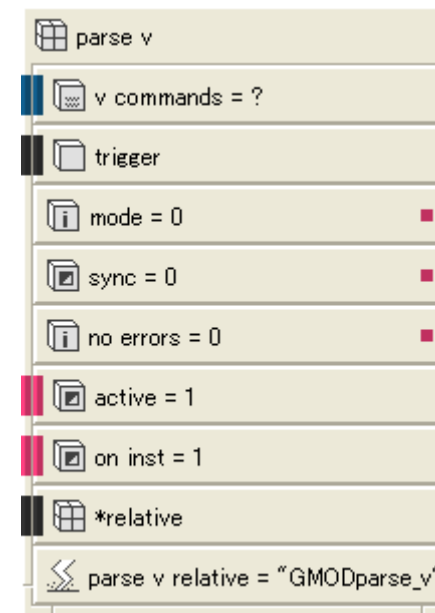 parse v
v commands = ?
trigger
mode = 0
sync = 0
no errors = 0
active = 1
on inst = 1
*relative
parse v relative = "GMODparse_v"